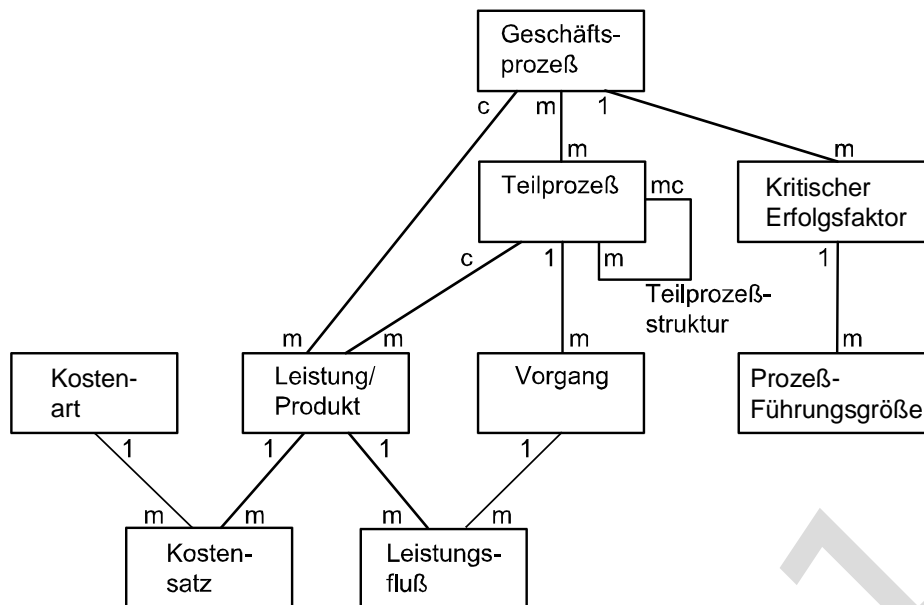 Geschäfts-
prozeß
c m 1
m m
Teilprozeß mc
Kritischer
Erfolgsfaktor
c 1 m 1
Teilprozeß-
struktur
m m m m
Kosten-
art
Leistung/
Produkt
Vorgang
Prozeß-
Führungsgröße
1 1 1 1
m m m m
Kosten-
satz
Leistungs-
fluß